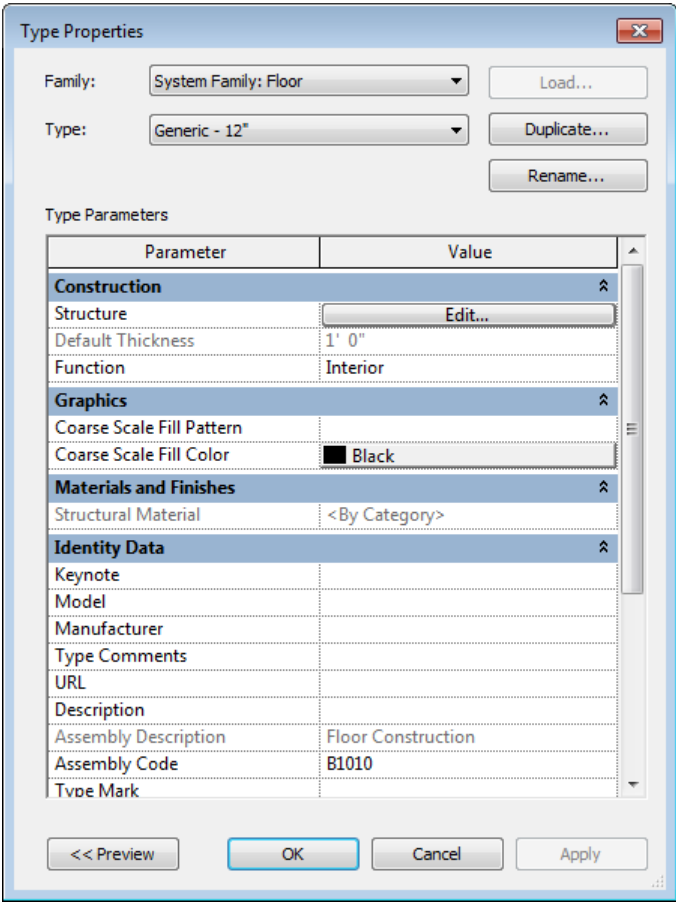 Type Properties
Family: System Family: Floor Load...
Type: Generic - 12" Duplicate...
Rename...
Type Parameters
Parameter Value
Construction
Structure Edit...
Default Thickness 1' 0"
Function Interior
Graphics
Coarse Scale Fill Pattern
Coarse Scale Fill Color Black
Materials and Finishes
Structural Material <By Category>
Identity Data
Keynote
Model
Manufacturer
Type Comments
URL
Description
Assembly Description Floor Construction
Assembly Code B1010
Type Mark
<< Preview OK Cancel Apply